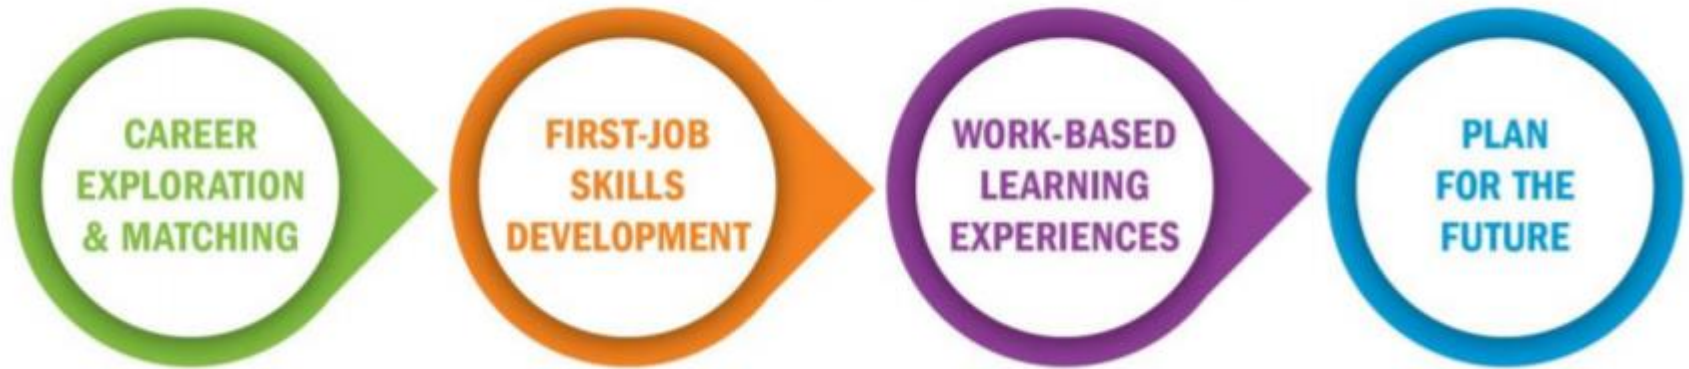 CAREER
EXPLORATION
& MATCHING
FIRST-JOB
SKILLS
DEVELOPMENT
WORK-BASED
LEARNING
EXPERIENCES
PLAN
FOR THE
FUTURE